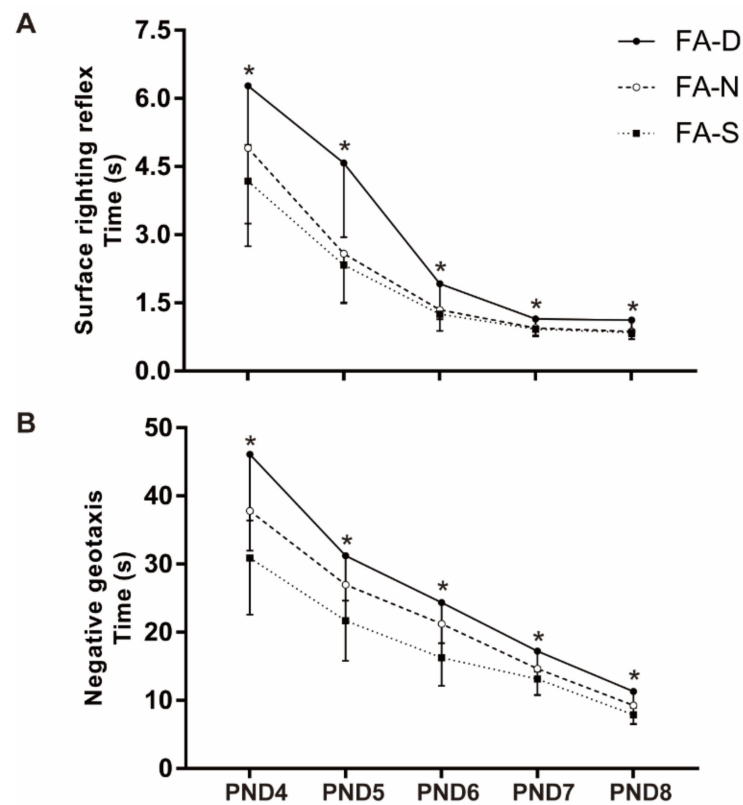 A
Surface righting reflex
Time (s)
7.5
6.0
4.5
3.0
1.5
0.0
*
*
*
*
*
FA-D
FA-N
FA-S
B
Negative geotaxis
Time (s)
50
40
30
20
10
0
*
*
*
*
*
PND4 PND5 PND6 PND7 PND8